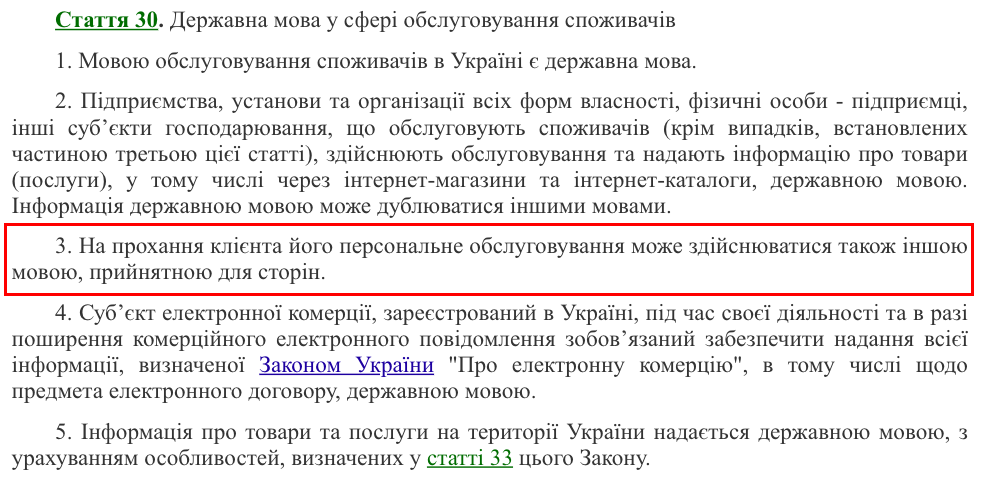 Стаття 30. Державна мова у сфері обслуговування споживачів
1. Мовою обслуговування споживачів в Україні є державна мова.
2. Підприємства, установи та організації всіх форм власності, фізичні особи - підприємці,
інші суб’єкти господарювання, що обслуговують споживачів (крім випадків, встановлених
частиною третьою цієї статті), здійснюють обслуговування та надають інформацію про товари
(послуги), у тому числі через інтернет-магазини та інтернет-каталоги, державною мовою.
Інформація державною мовою може дублюватися іншими мовами.
3. На прохання клієнта його персональне обслуговування може здійснюватися також іншою
мовою, прийнятною для сторін.
4. Суб’єкт електронної комерції, зареєстрований в Україні, під час своєї діяльності та в разі
поширення комерційного електронного повідомлення зобов’язаний забезпечити надання всієї
інформації, визначеної Законом України "Про електронну комерцію", в тому числі щодо
предмета електронного договору, державною мовою.
5. Інформація про товари та послуги на території України надається державною мовою, з
урахуванням особливостей, визначених у статті 33 цього Закону.